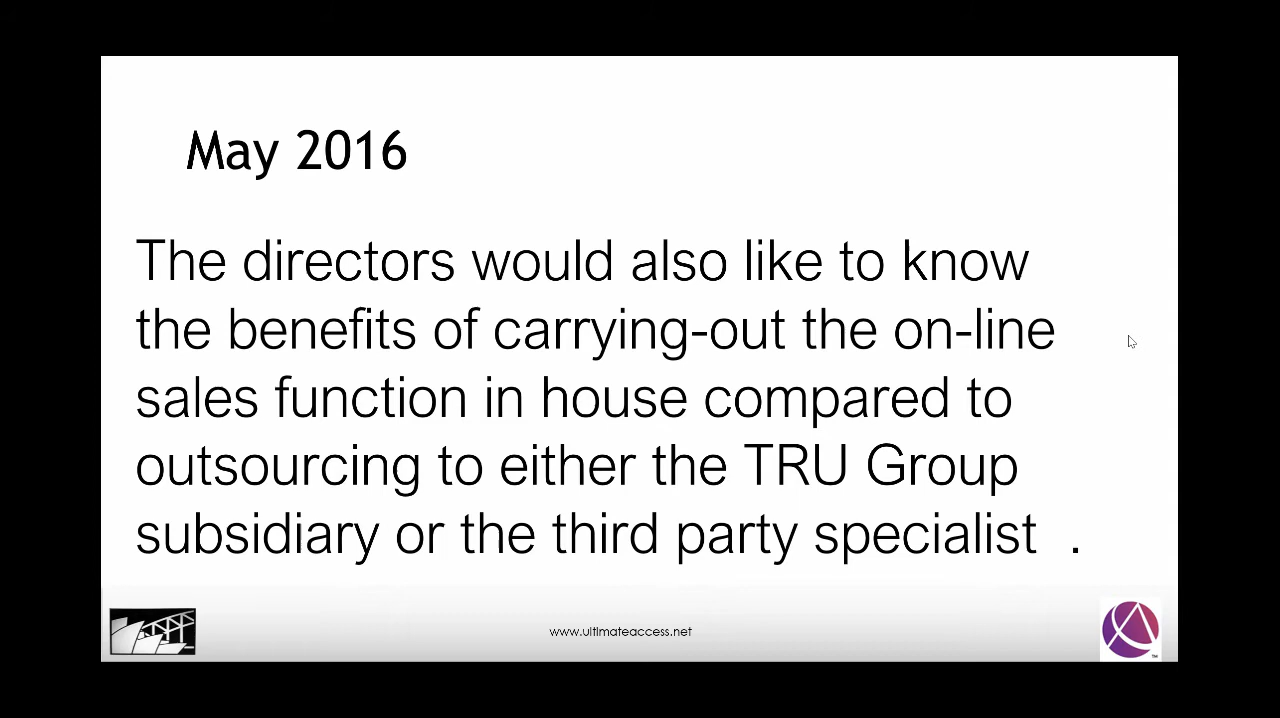 May 2016
The directors would also like to know
the benefits of carrying-out the on-line
sales function in house compared to
outsourcing to either the TRU Group
subsidiary or the third party specialist .
www.ultimateaccess.net
TM